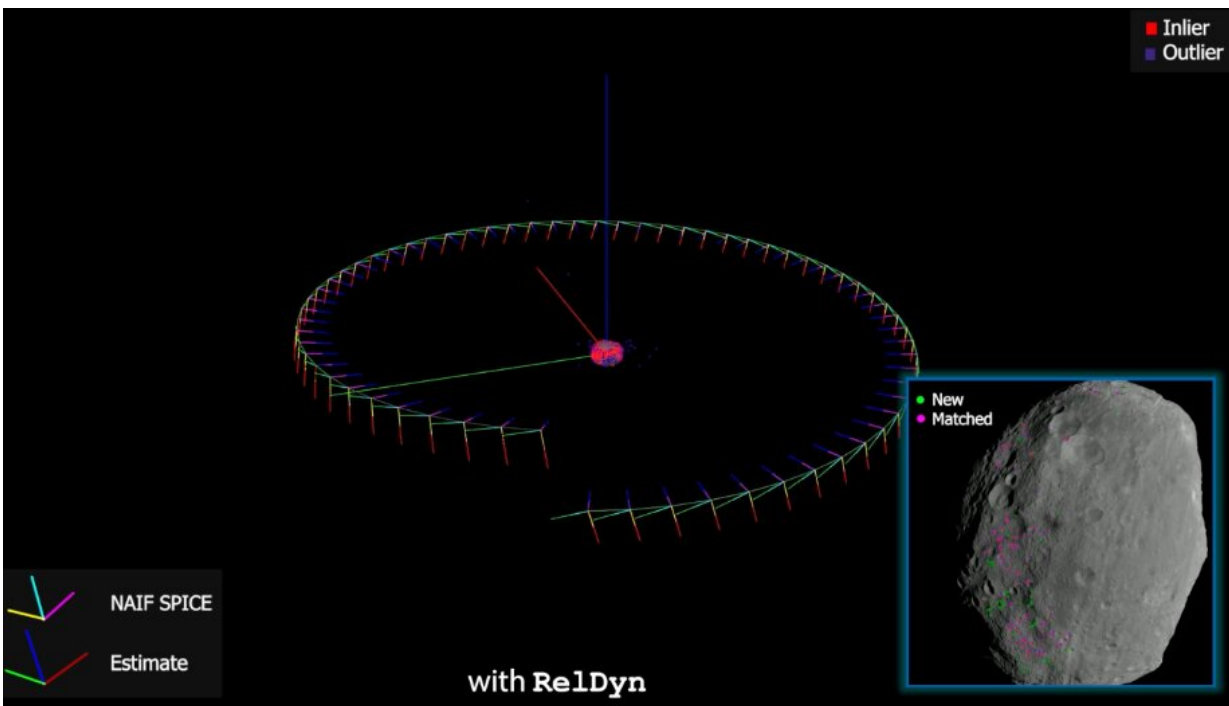 Inlier
Outlier
New
Matched
NAIF SPICE
Estimate
with RelDyn